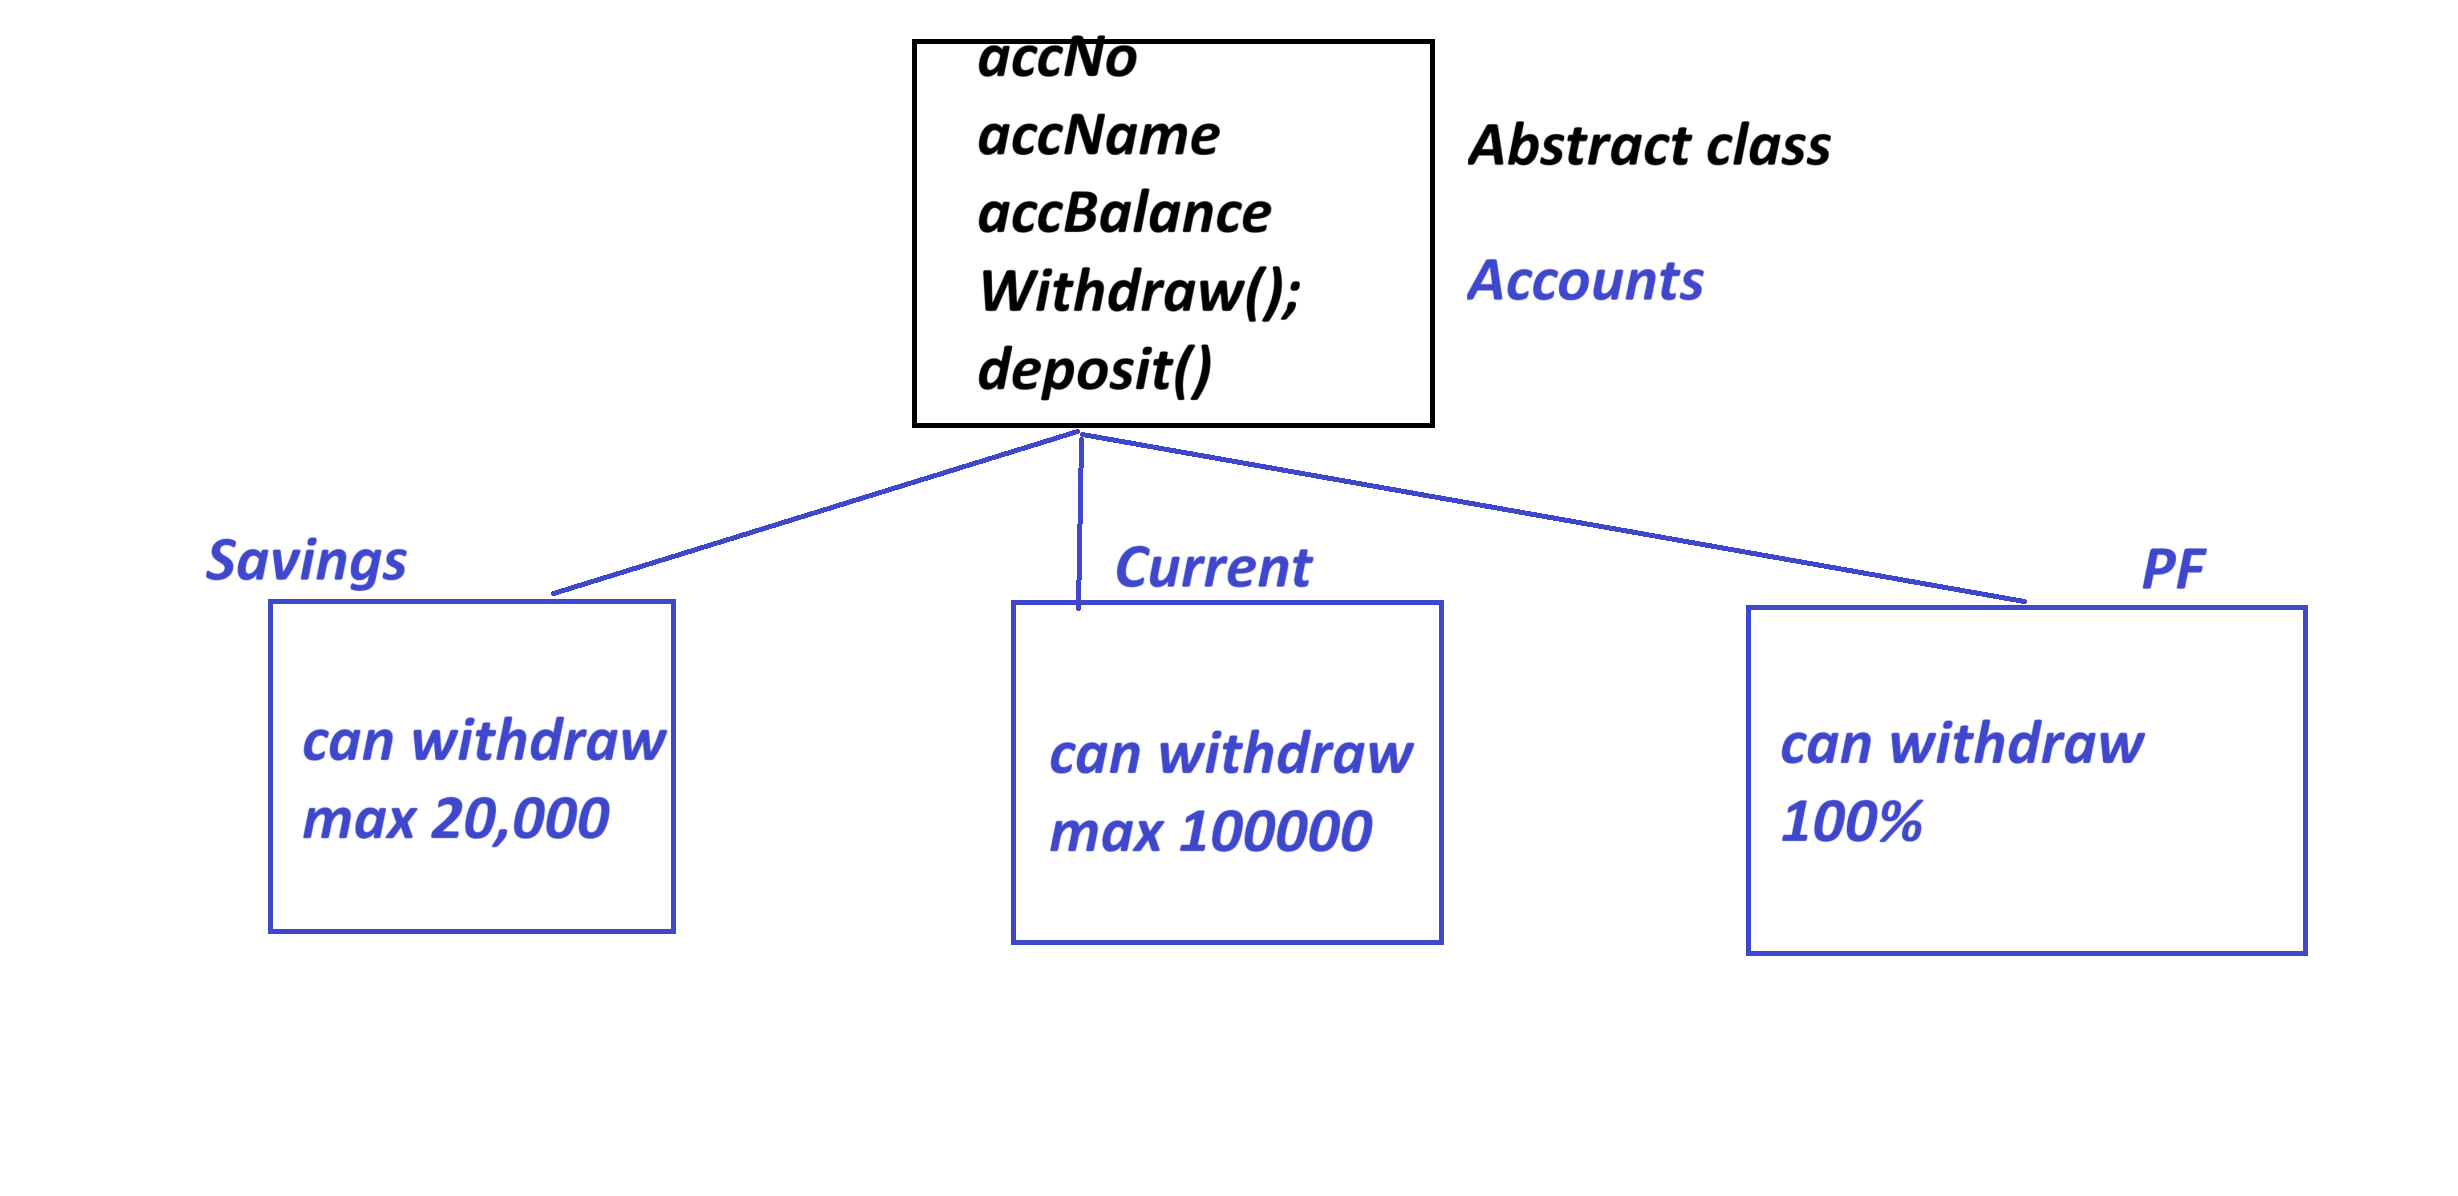 accNo
accName
accBalance
Withdraw();
deposit()
Abstract class
Accounts
Savings
can withdraw
max 20,000
Current
can withdraw
max 100000
PF
can withdraw
100%